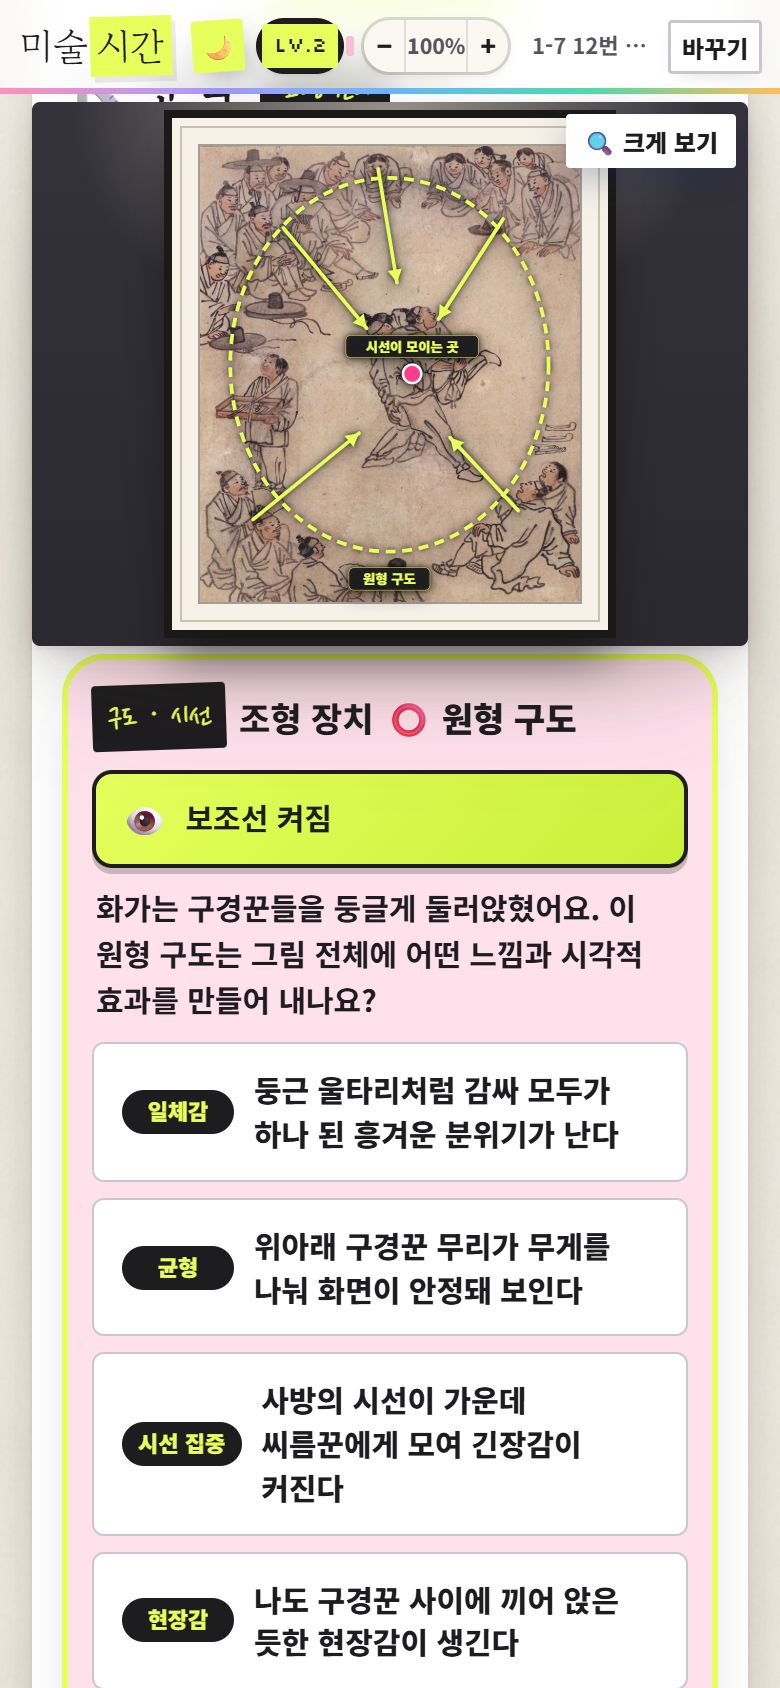 미술 시간
LV.2
− 100% +
1-7 12번 …
바꾸기
크게 보기
시선이 모이는 곳
원형 구도
구도 · 시선
조형 장치 ⭕ 원형 구도
보조선 켜짐
화가는 구경꾼들을 둥글게 둘러앉혔어요. 이
원형 구도는 그림 전체에 어떤 느낌과 시각적
효과를 만들어 내나요?
일체감
둥근 울타리처럼 감싸 모두가
하나 된 흥겨운 분위기가 난다
균형
위아래 구경꾼 무리가 무게를
나눠 화면이 안정돼 보인다
시선 집중
사방의 시선이 가운데
씨름꾼에게 모여 긴장감이
커진다
현장감
나도 구경꾼 사이에 끼어 앉은
듯한 현장감이 생긴다